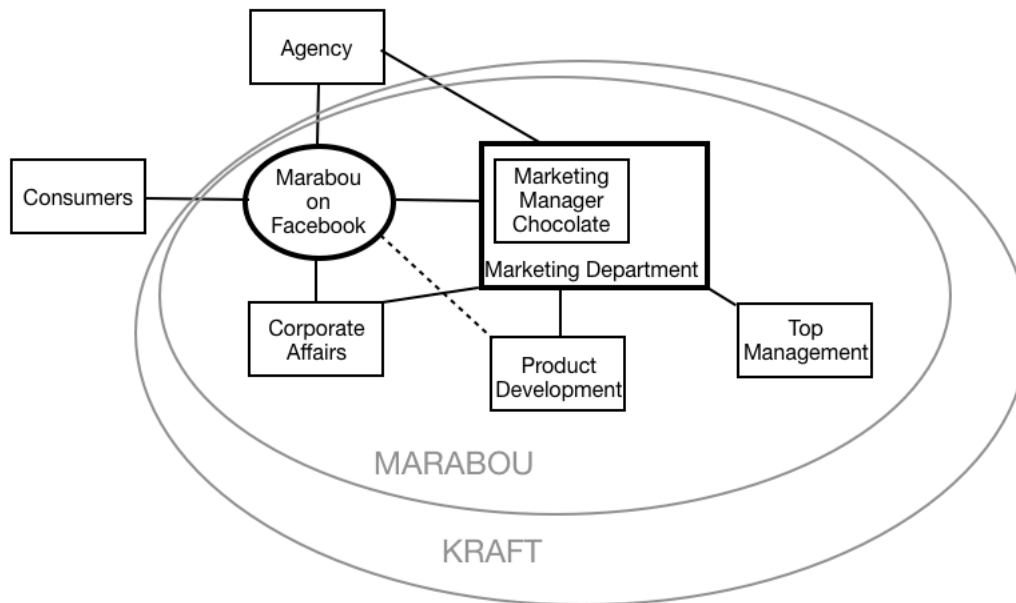 Agency
Consumers
Marabou
on
Facebook
Marketing
Manager
Chocolate
Marketing Department
Corporate
Affairs
Product
Development
Top
Management
MARABOU
KRAFT